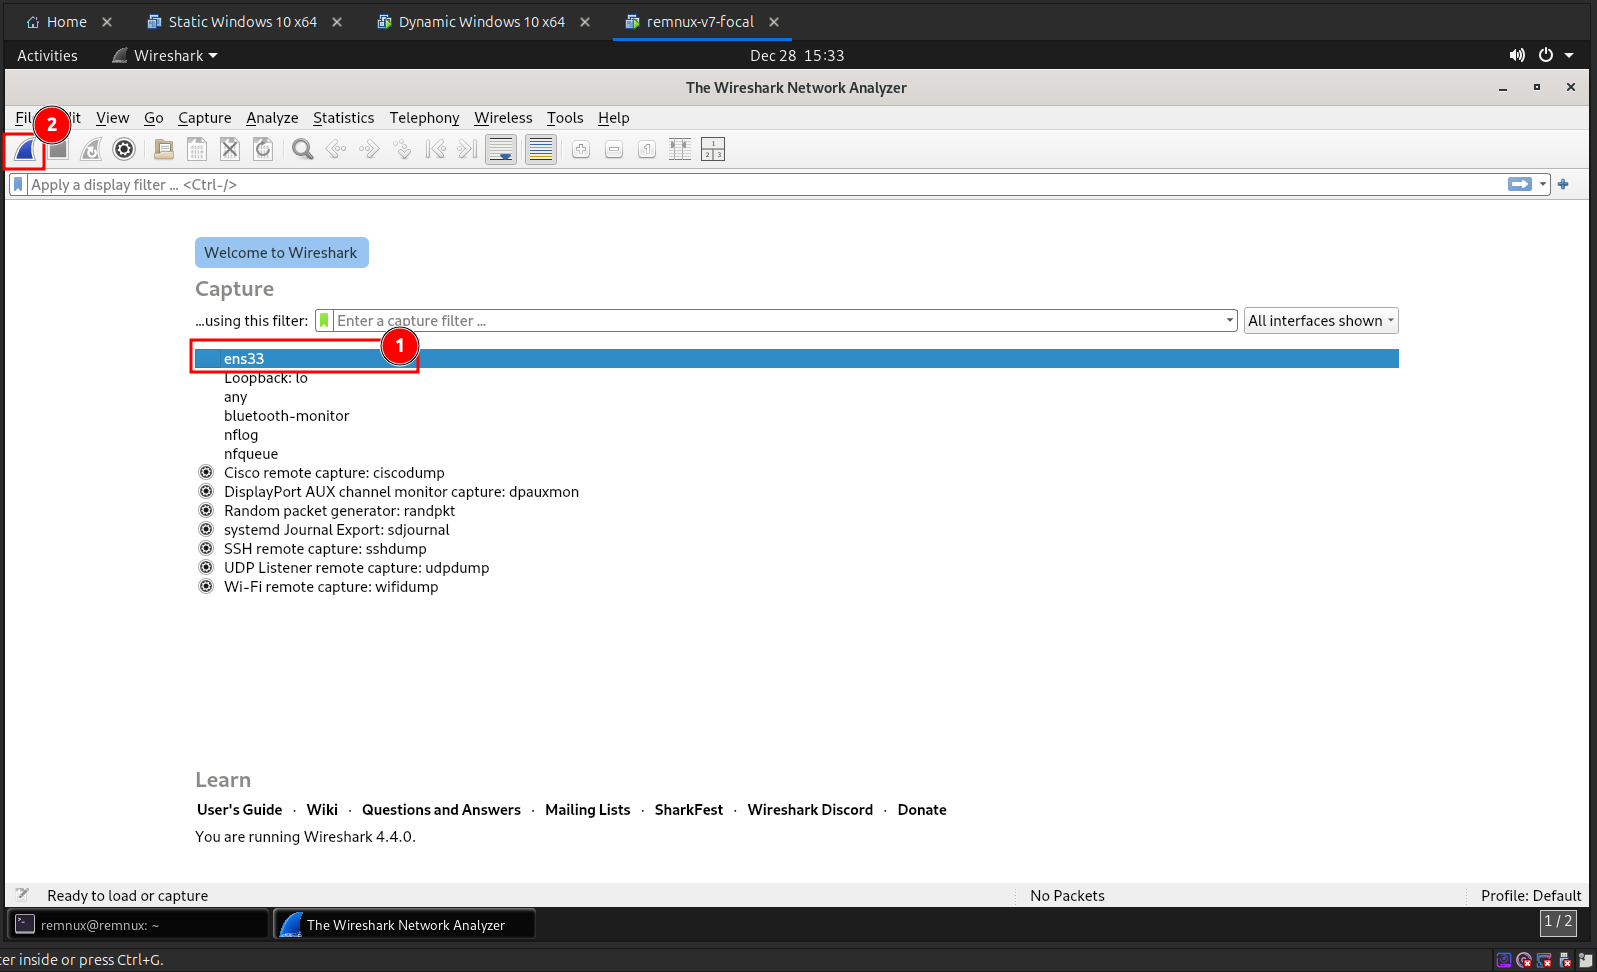 Home Static Windows 10 x64 Dynamic Windows 10 x64 remnux-v7-focal
Activities Wireshark Dec 28 15:33
The Wireshark Network Analyzer
View Go Capture Analyze Statistics Telephony Wireless Tools Help
2
1 2 3
Apply a display filter … <Ctrl-/>
Welcome to Wireshark
Capture
…using this filter: Enter a capture filter … All interfaces shown
1
ens33
Loopback: lo
any
bluetooth-monitor
nflog
nfqueue
Cisco remote capture: ciscodump
DisplayPort AUX channel monitor capture: dpauxmon
Random packet generator: randpkt
systemd Journal Export: sdjournal
SSH remote capture: sshdump
UDP Listener remote capture: udpdump
Wi-Fi remote capture: wifidump
Learn
User's Guide · Wiki · Questions and Answers · Mailing Lists · SharkFest · Wireshark Discord · Donate
You are running Wireshark 4.4.0.
Ready to load or capture No Packets Profile: Default
remnux@remnux: ~ The Wireshark Network Analyzer 1 / 2
inside or press Ctrl+G.